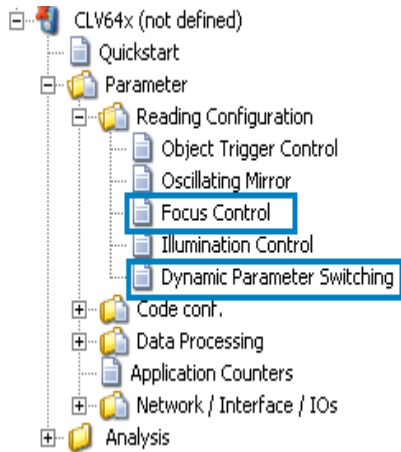 CLV64x (not defined)
Quickstart
Parameter
Reading Configuration
Object Trigger Control
Oscillating Mirror
Focus Control
Illumination Control
Dynamic Parameter Switching
Code conf.
Data Processing
Application Counters
Network / Interface / IOs
Analysis